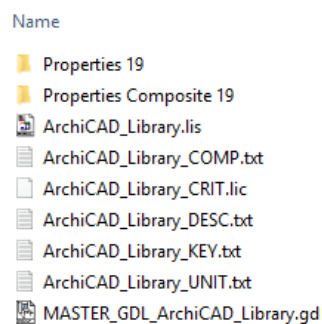 Name
Properties 19
Properties Composite 19
ArchiCAD_Library.lis
ArchiCAD_Library_COMP.txt
ArchiCAD_Library_CRIT.lic
ArchiCAD_Library_DESC.txt
ArchiCAD_Library_KEY.txt
ArchiCAD_Library_UNIT.txt
MASTER_GDL_ArchiCAD_Library.gd